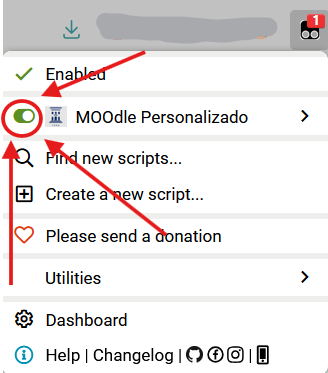 1
Enabled
MOOdle Personalizado
Find new scripts...
Create a new script...
Please send a donation
Utilities
Dashboard
Help | Changelog |